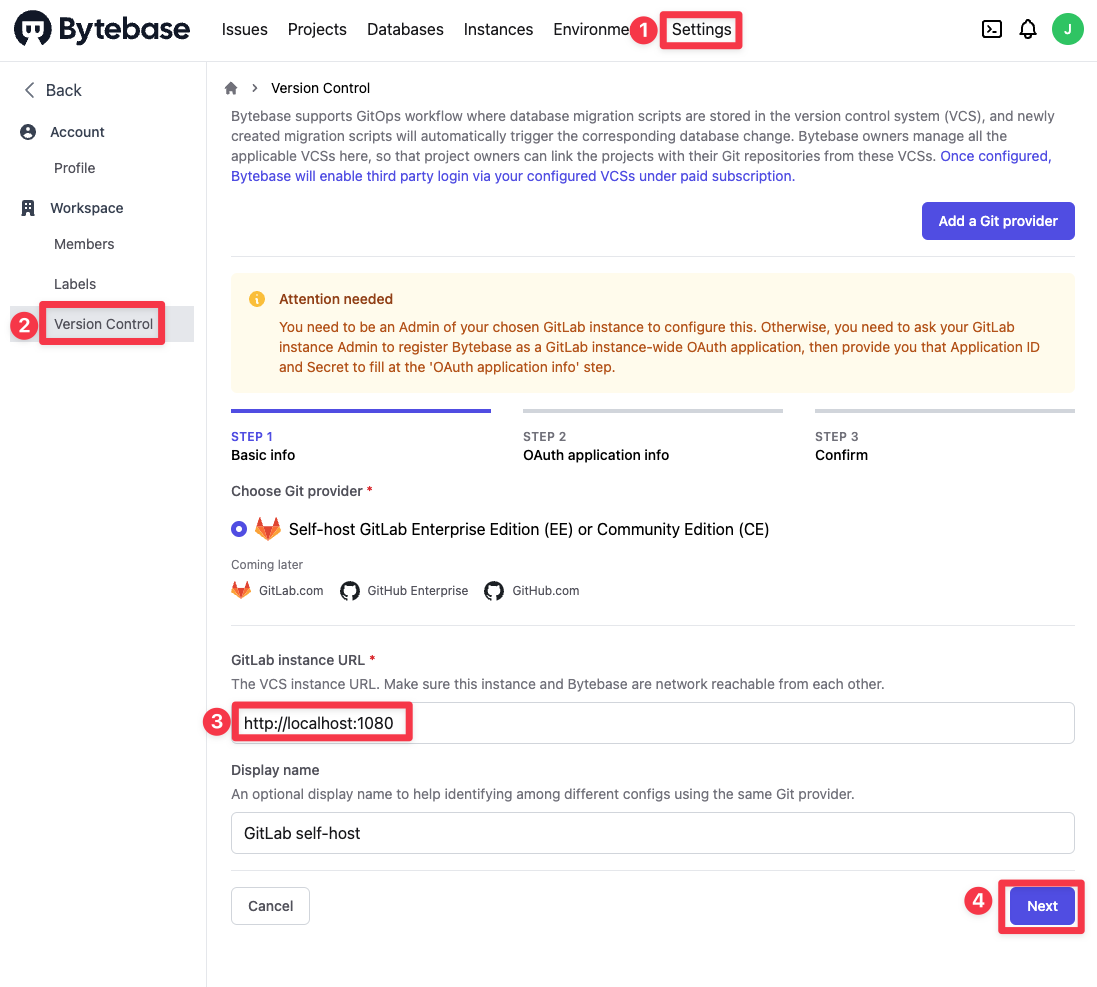 Bytebase
Issues Projects Databases Instances Environme 1 Settings J
Back
Account
Profile
Workspace
Members
Labels
2 Version Control
Version Control
Bytebase supports GitOps workflow where database migration scripts are stored in the version control system (VCS), and newly
created migration scripts will automatically trigger the corresponding database change. Bytebase owners manage all the
applicable VCSs here, so that project owners can link the projects with their Git repositories from these VCSs. Once configured,
Bytebase will enable third party login via your configured VCSs under paid subscription.
Add a Git provider
Attention needed
You need to be an Admin of your chosen GitLab instance to configure this. Otherwise, you need to ask your GitLab
instance Admin to register Bytebase as a GitLab instance-wide OAuth application, then provide you that Application ID
and Secret to fill at the 'OAuth application info' step.
STEP 1
Basic info
STEP 2
OAuth application info
STEP 3
Confirm
Choose Git provider *
Self-host GitLab Enterprise Edition (EE) or Community Edition (CE)
Coming later
GitLab.com GitHub Enterprise GitHub.com
GitLab instance URL *
The VCS instance URL. Make sure this instance and Bytebase are network reachable from each other.
3 http://localhost:1080
Display name
An optional display name to help identifying among different configs using the same Git provider.
GitLab self-host
Cancel
4 Next